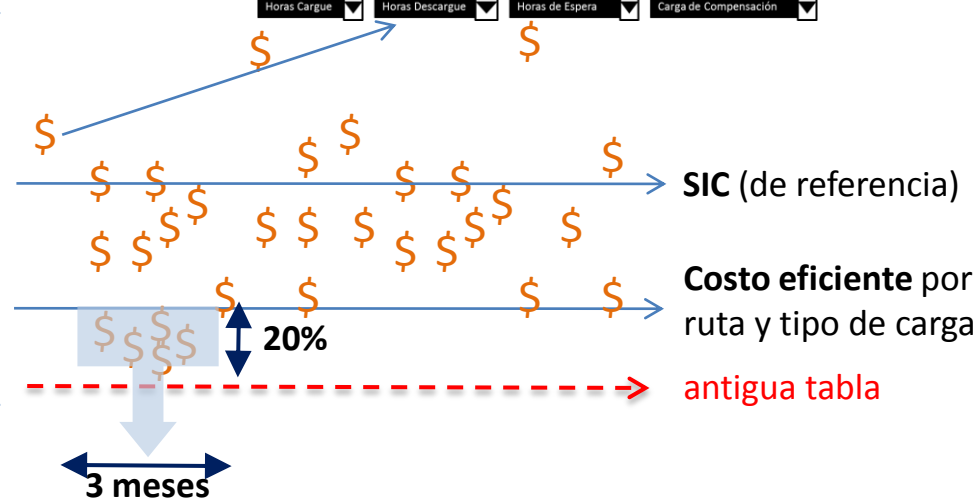 Horas Cargue Horas Descargue Horas de Espera Carga de Compensación
$ $
$ $ $ $
$ $ $ $ SIC (de referencia)
$ $ $
$ $ $ $ $ $
$ $ $ $
$ $ $ $ Costo eficiente por
ruta y tipo de carga
$ $ $ $ $ $ 20%
antigua tabla
3 meses